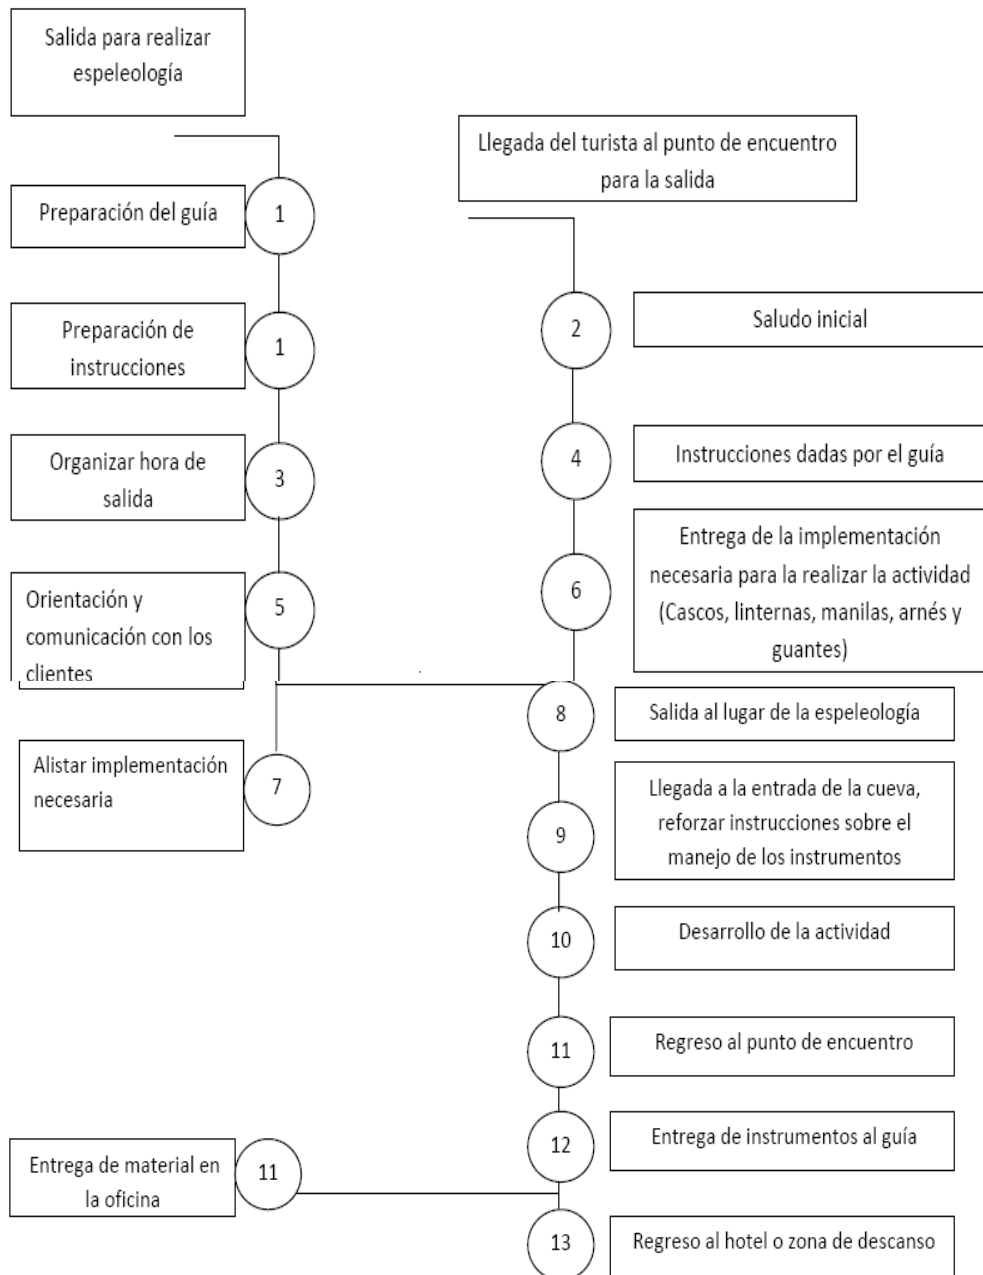 Salida para realizar
espeleología
Llegada del turista al punto de encuentro
para la salida
Preparación del guía
1
Preparación de
instrucciones
1
2
Saludo inicial
Organizar hora de
salida
3
4
Instrucciones dadas por el guía
Orientación y
comunicación con los
clientes
5
6
Entrega de la implementación
necesaria para la realizar la actividad
(Cascos, linternas, manilas, arnés y
guantes)
Alistar implementación
necesaria
7
8
Salida al lugar de la espeleología
9
Llegada a la entrada de la cueva,
reforzar instrucciones sobre el
manejo de los instrumentos
10
Desarrollo de la actividad
11
Regreso al punto de encuentro
12
Entrega de instrumentos al guía
Entrega de material en
la oficina
11
13
Regreso al hotel o zona de descanso